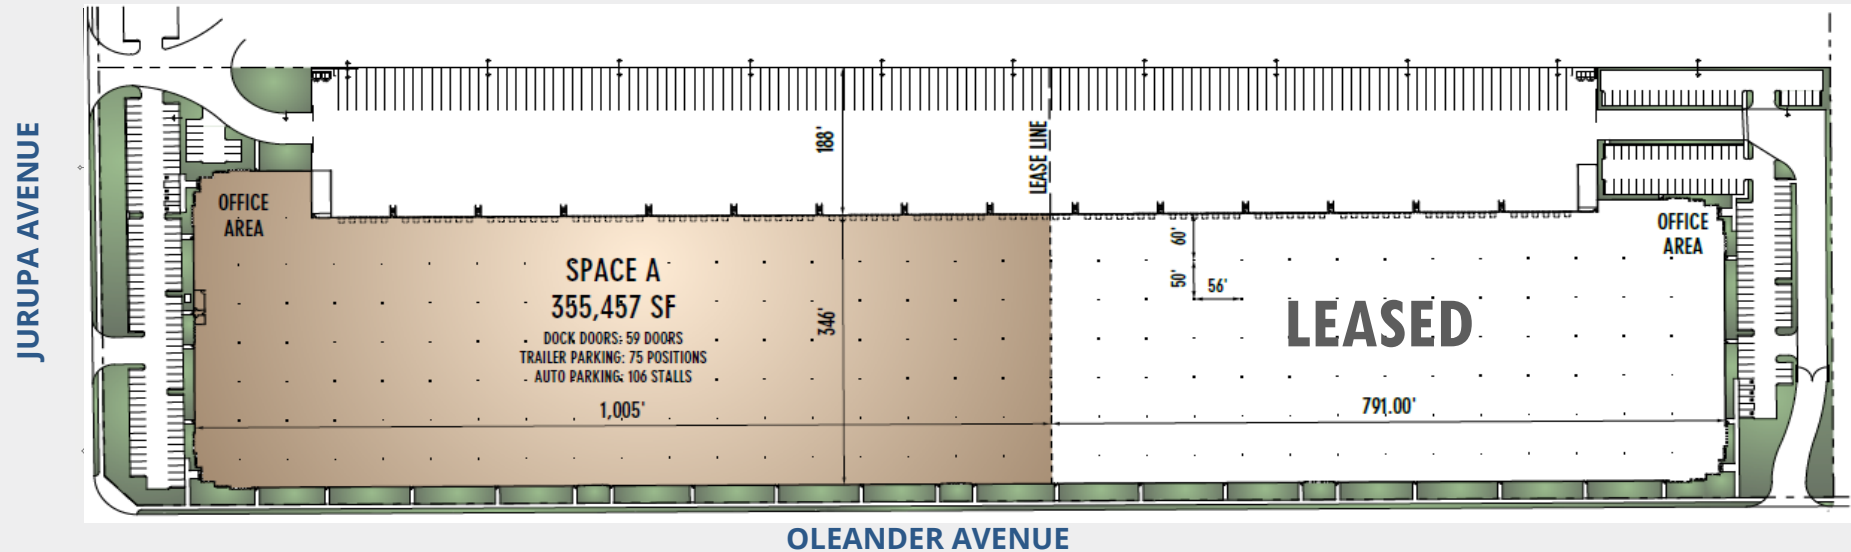 JURUPA AVENUE
OFFICE
AREA
188'
LEASE LINE
OFFICE
AREA
SPACE A
355,457 SF
DOCK DOORS: 59 DOORS
TRAILER PARKING: 75 POSITIONS
AUTO PARKING: 106 STALLS
346'
1,005'
60'
50'
56'
LEASED
791.00'
OLEANDER AVENUE